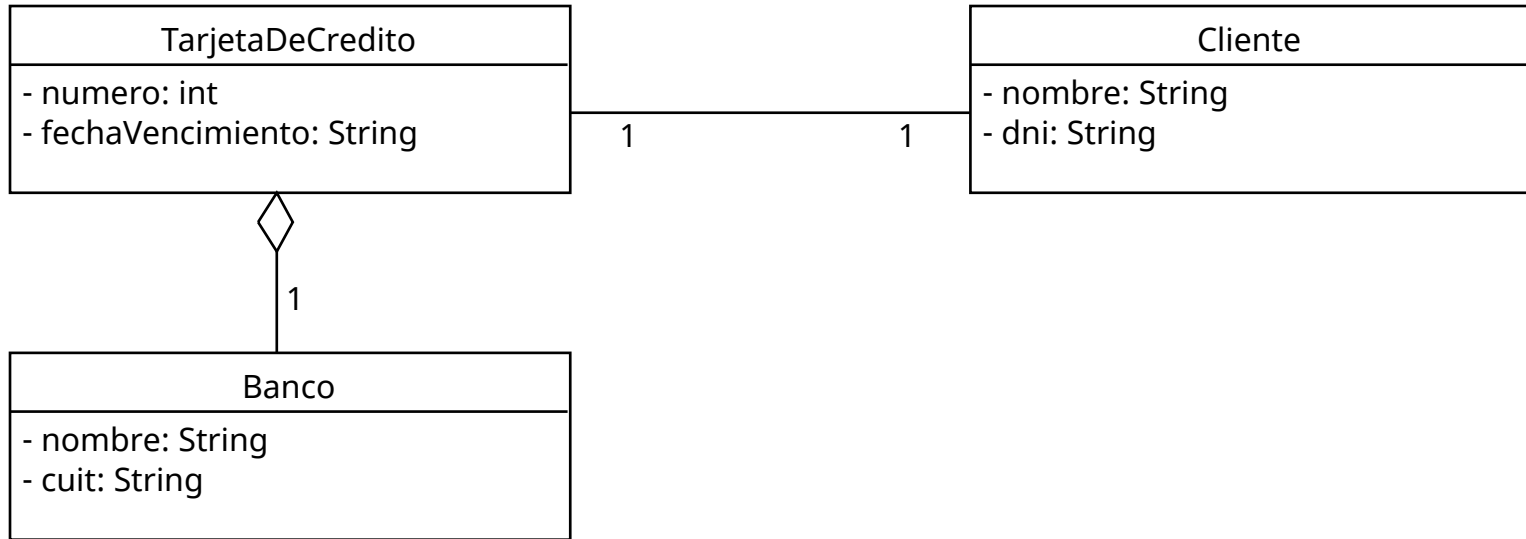 TarjetaDeCredito
- numero: int
- fechaVencimiento: String
1
1
Cliente
- nombre: String
- dni: String
1
Banco
- nombre: String
- cuit: String